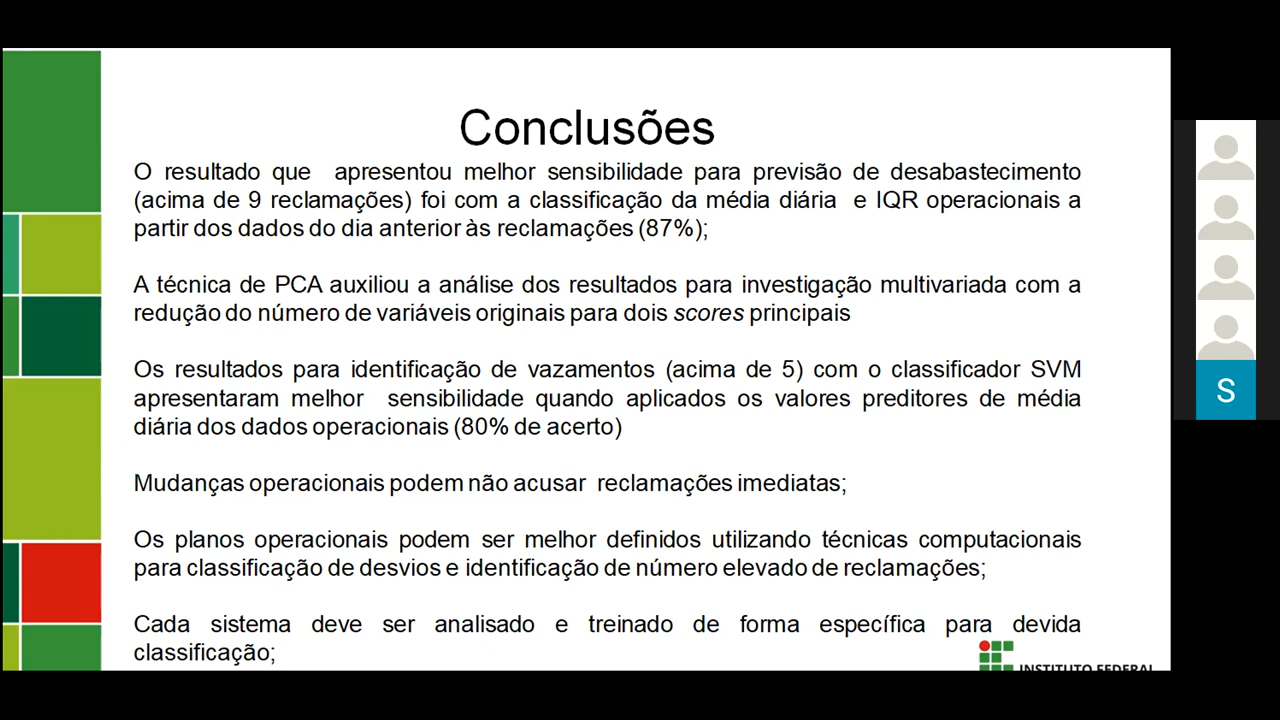 Conclusões
O resultado que apresentou melhor sensibilidade para previsão de desabastecimento
(acima de 9 reclamações) foi com a classificação da média diária e IQR operacionais a
partir dos dados do dia anterior às reclamações (87%);
A técnica de PCA auxiliou a análise dos resultados para investigação multivariada com a
redução do número de variáveis originais para dois scores principais
Os resultados para identificação de vazamentos (acima de 5) com o classificador SVM
apresentaram melhor sensibilidade quando aplicados os valores preditores de média
diária dos dados operacionais (80% de acerto)
Mudanças operacionais podem não acusar reclamações imediatas;
Os planos operacionais podem ser melhor definidos utilizando técnicas computacionais
para classificação de desvios e identificação de número elevado de reclamações;
Cada sistema deve ser analisado e treinado de forma específica para devida
classificação;
INSTITUTO FEDERAL
S